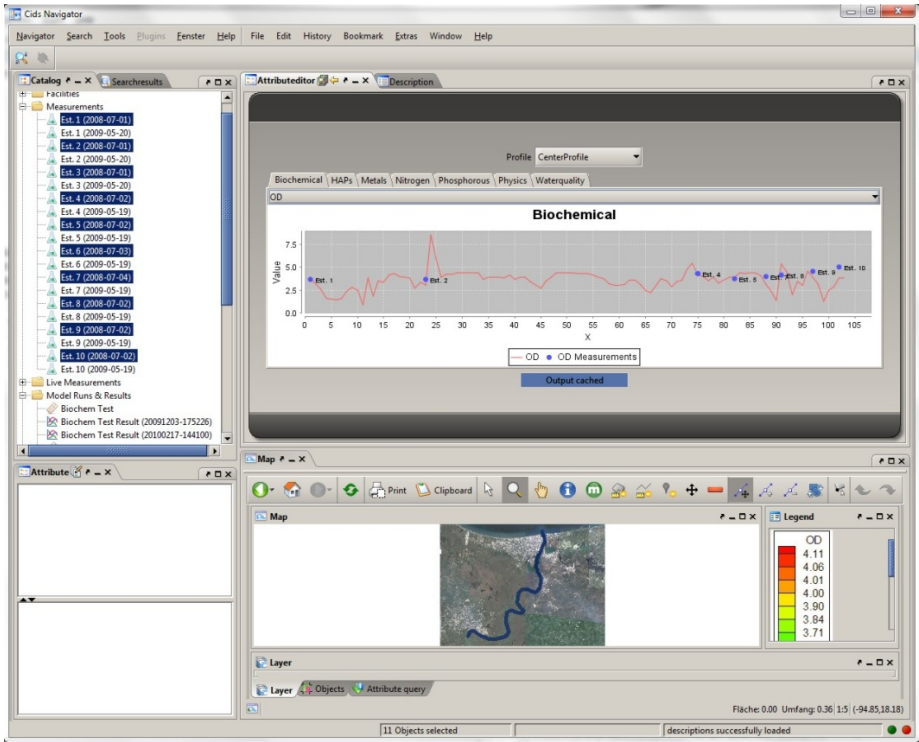 Cids Navigator
Navigator Search Tools Plugins Fenster Help File Edit History Bookmark Extras Window Help
Catalog Searchresults
Facilities
Measurements
Est. 1 (2008-07-01)
Est. 1 (2009-05-20)
Est. 2 (2008-07-01)
Est. 2 (2009-05-20)
Est. 3 (2008-07-01)
Est. 3 (2009-05-20)
Est. 4 (2008-07-02)
Est. 4 (2009-05-19)
Est. 5 (2008-07-02)
Est. 5 (2009-05-19)
Est. 6 (2008-07-03)
Est. 6 (2009-05-19)
Est. 7 (2008-07-04)
Est. 7 (2009-05-19)
Est. 8 (2008-07-02)
Est. 8 (2009-05-19)
Est. 9 (2008-07-02)
Est. 9 (2009-05-19)
Est. 10 (2008-07-02)
Est. 10 (2009-05-19)
Live Measurements
Model Runs & Results
Biochem Test
Biochem Test Result (20091203-175226)
Biochem Test Result (20100217-144100)
Attribute
Attributeeditor Description
Profile CenterProfile
Biochemical HAPs Metals Nitrogen Phosphorous Physics Waterquality
OD
Biochemical
Value
7.5
5.0
2.5
0.0
Est. 1 Est. 2 Est. 4 Est. 5 Est. 8 Est. 9 Est. 10
0 5 10 15 20 25 30 35 40 45 50 55 60 65 70 75 80 85 90 95 100 105
X
OD OD Measurements
Output cached
Map
Print Clipboard
Map
Legend
OD
4.11
4.06
4.01
4.00
3.90
3.84
3.71
Layer
Layer Objects Attribute query
Fläche: 0.00 Umfang: 0.36 1:5 (-94.85,18.18)
11 Objects selected descriptions successfully loaded